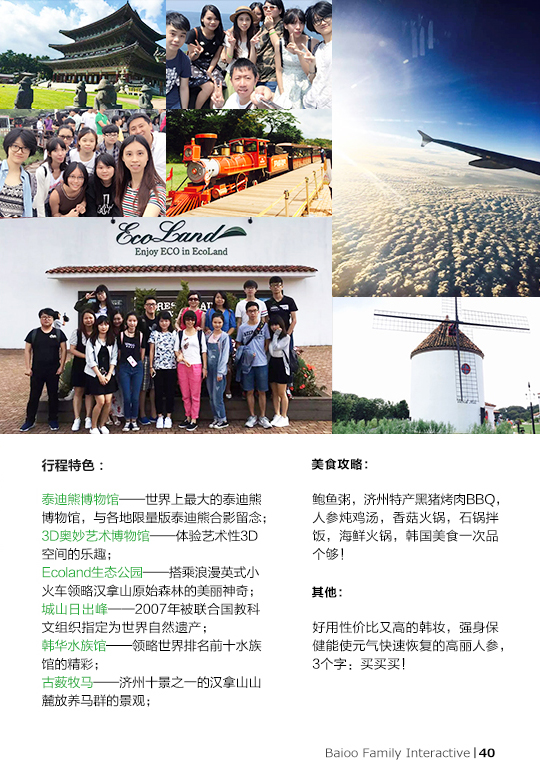 EcoLand
Enjoy ECO in EcoLand
行程特色：
泰迪熊博物馆——世界上最大的泰迪熊
博物馆，与各地限量版泰迪熊合影留念；
3D奥妙艺术博物馆——体验艺术性3D
空间的乐趣；
Ecoland生态公园——搭乘浪漫英式小
火车领略汉拿山原始森林的美丽神奇；
城山日出峰——2007年被联合国教科
文组织指定为世界自然遗产；
韩华水族馆——领略世界排名前十水族
馆的精彩；
古薮牧马——济州十景之一的汉拿山山
麓放养马群的景观；
美食攻略：
鲍鱼粥，济州特产黑猪烤肉BBQ，
人参炖鸡汤，香菇火锅，石锅拌
饭，海鲜火锅，韩国美食一次品
个够！
其他：
好用性价比又高的韩妆，强身保
健能使元气快速恢复的高丽人参，
3个字；买买买！
Baioo Family Interactive | 40